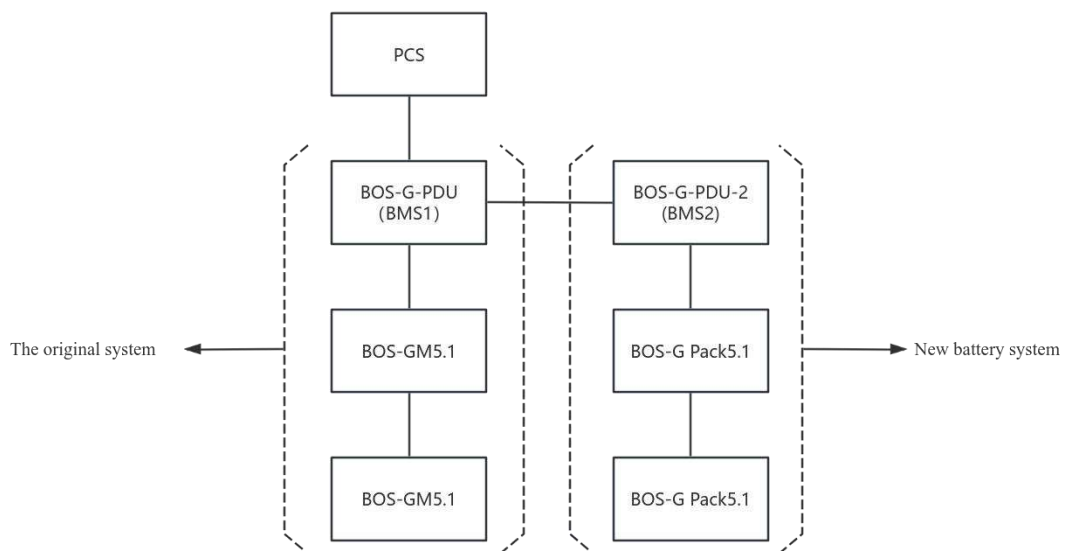 PCS
BOS-G-PDU
(BMS1)
BOS-G-PDU-2
(BMS2)
The original system
BOS-GM5.1
BOS-G Pack5.1
New battery system
BOS-GM5.1
BOS-G Pack5.1